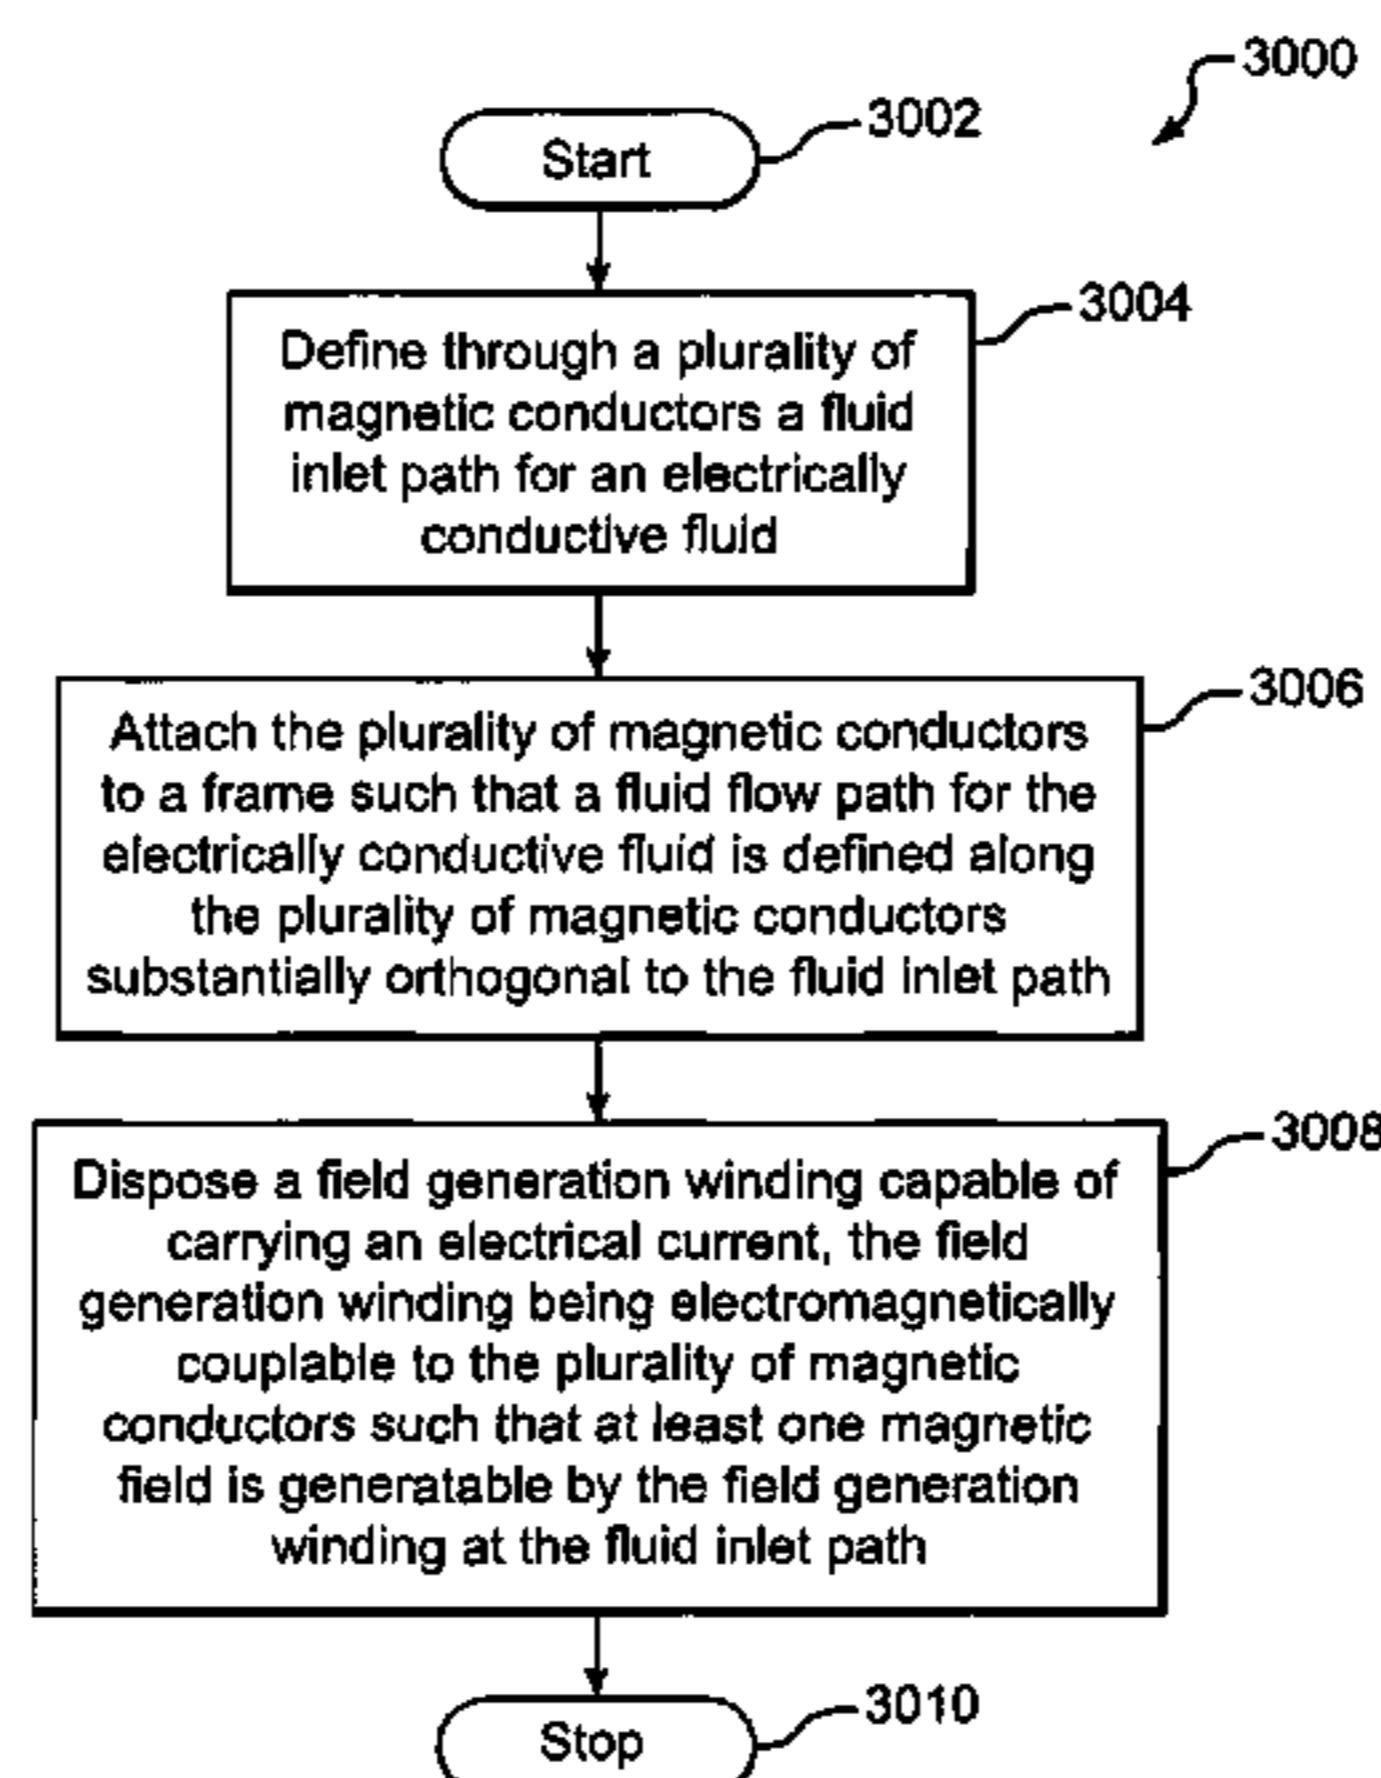 3000
3002
Start
3004
Define through a plurality of
magnetic conductors a fluid
inlet path for an electrically
conductive fluid
3006
Attach the plurality of magnetic conductors
to a frame such that a fluid flow path for the
electrically conductive fluid is defined along
the plurality of magnetic conductors
substantially orthogonal to the fluid inlet path
3008
Dispose a field generation winding capable of
carrying an electrical current, the field
generation winding being electromagnetically
couplable to the plurality of magnetic
conductors such that at least one magnetic
field is generatable by the field generation
winding at the fluid inlet path
3010
Stop